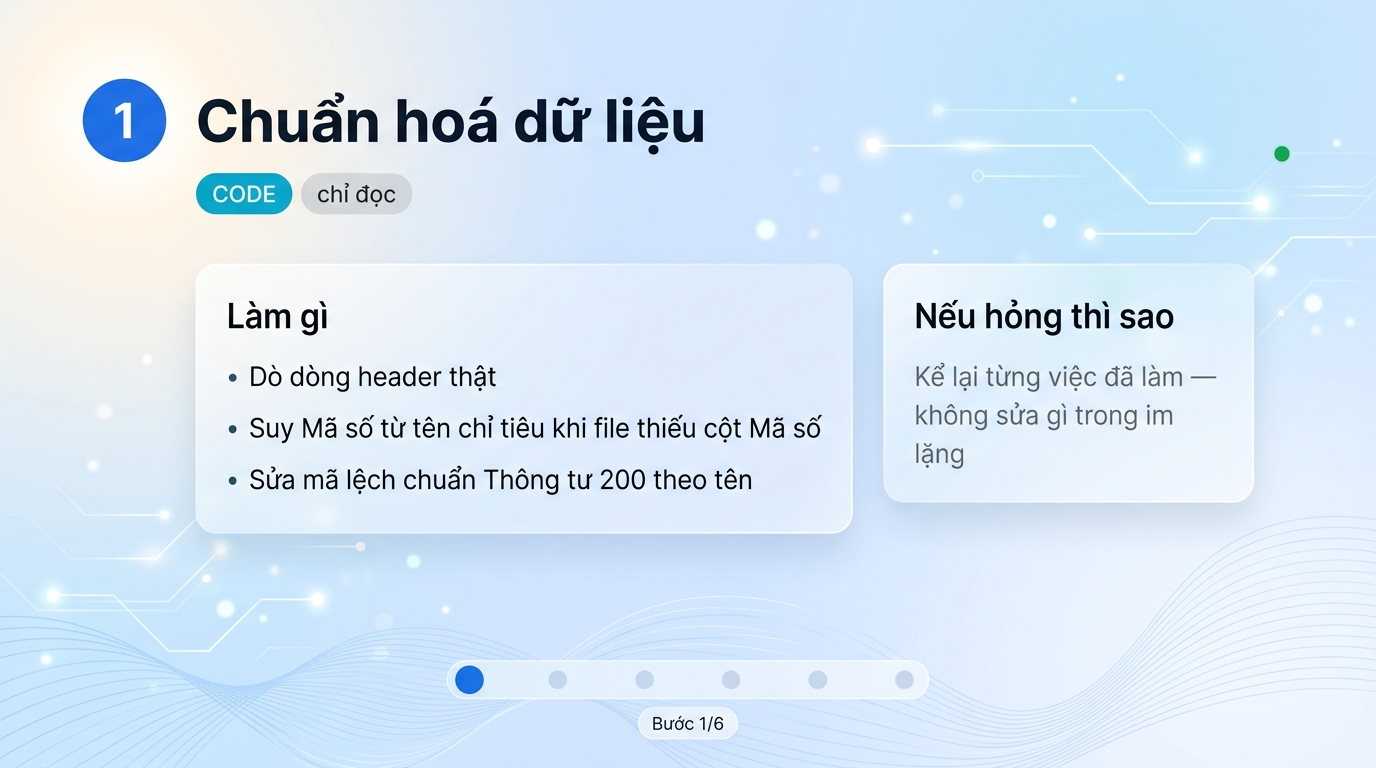 1
Chuẩn hoá dữ liệu
CODE
chỉ đọc
Làm gì
• Dò dòng header thật
• Suy Mã số từ tên chỉ tiêu khi file thiếu cột Mã số
• Sửa mã lệch chuẩn Thông tư 200 theo tên
Nếu hỏng thì sao
Kể lại từng việc đã làm —
không sửa gì trong im
lặng
Bước 1/6